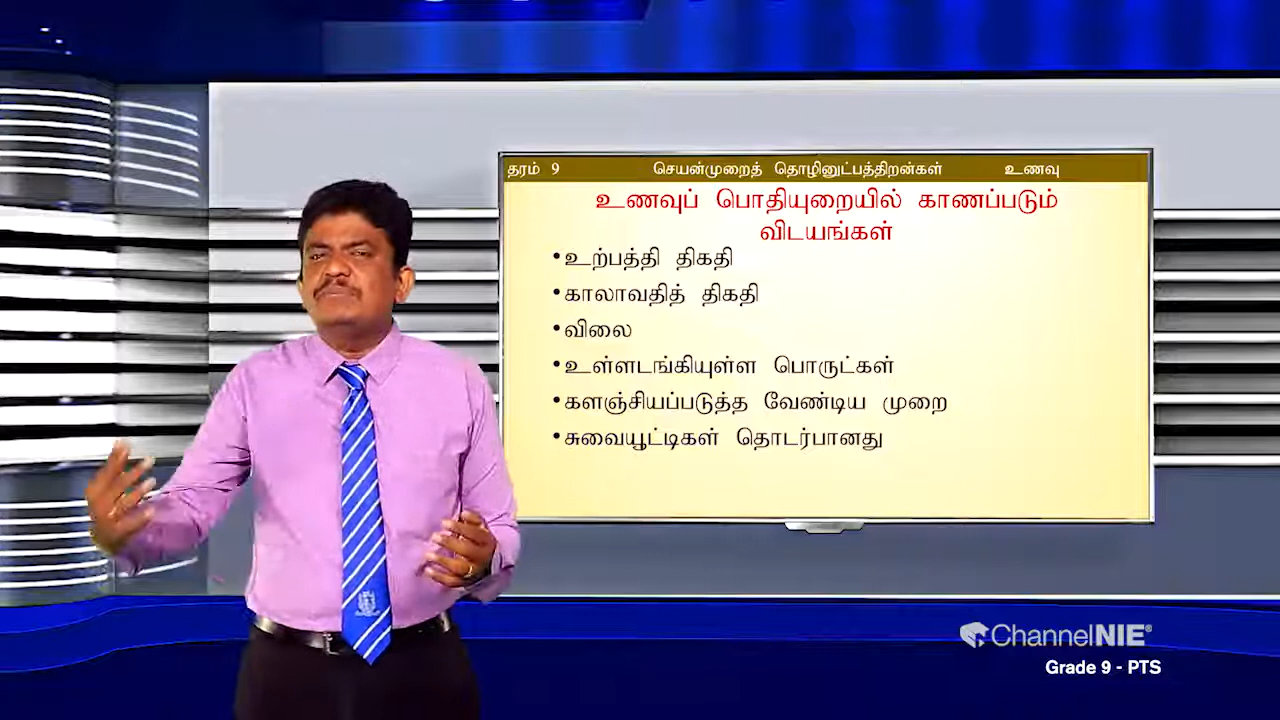 தரம் 9 செயன்முறைத் தொழினுட்பத்திறன்கள் உணவு
உணவுப் பொதியுறையில் காணப்படும்
விடயங்கள்
•உற்பத்தி திகதி
•காலாவதித் திகதி
•விலை
•உள்ளடங்கியுள்ள பொருட்கள்
•களஞ்சியப்படுத்த வேண்டிய முறை
•சுவையூட்டிகள் தொடர்பானது
ChannelNIE®
Grade 9 - PTS